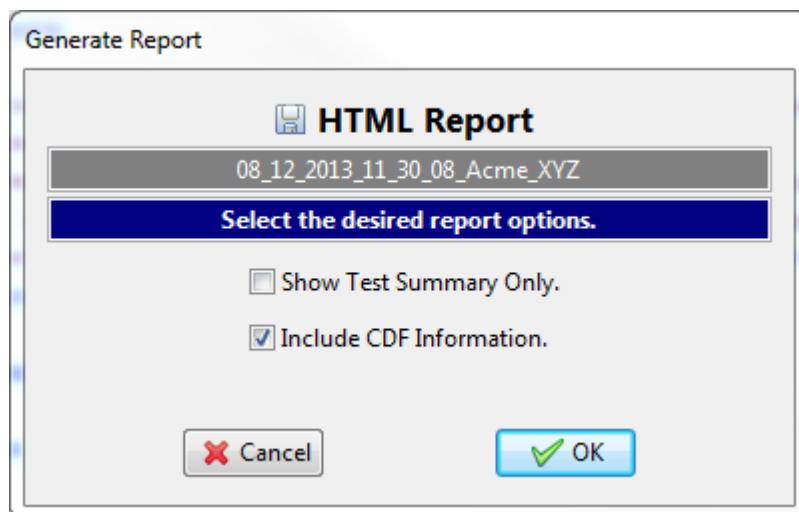 Generate Report
HTML Report
08_12_2013_11_30_08_Acme_XYZ
Select the desired report options.
Show Test Summary Only.
Include CDF Information.
Cancel
OK